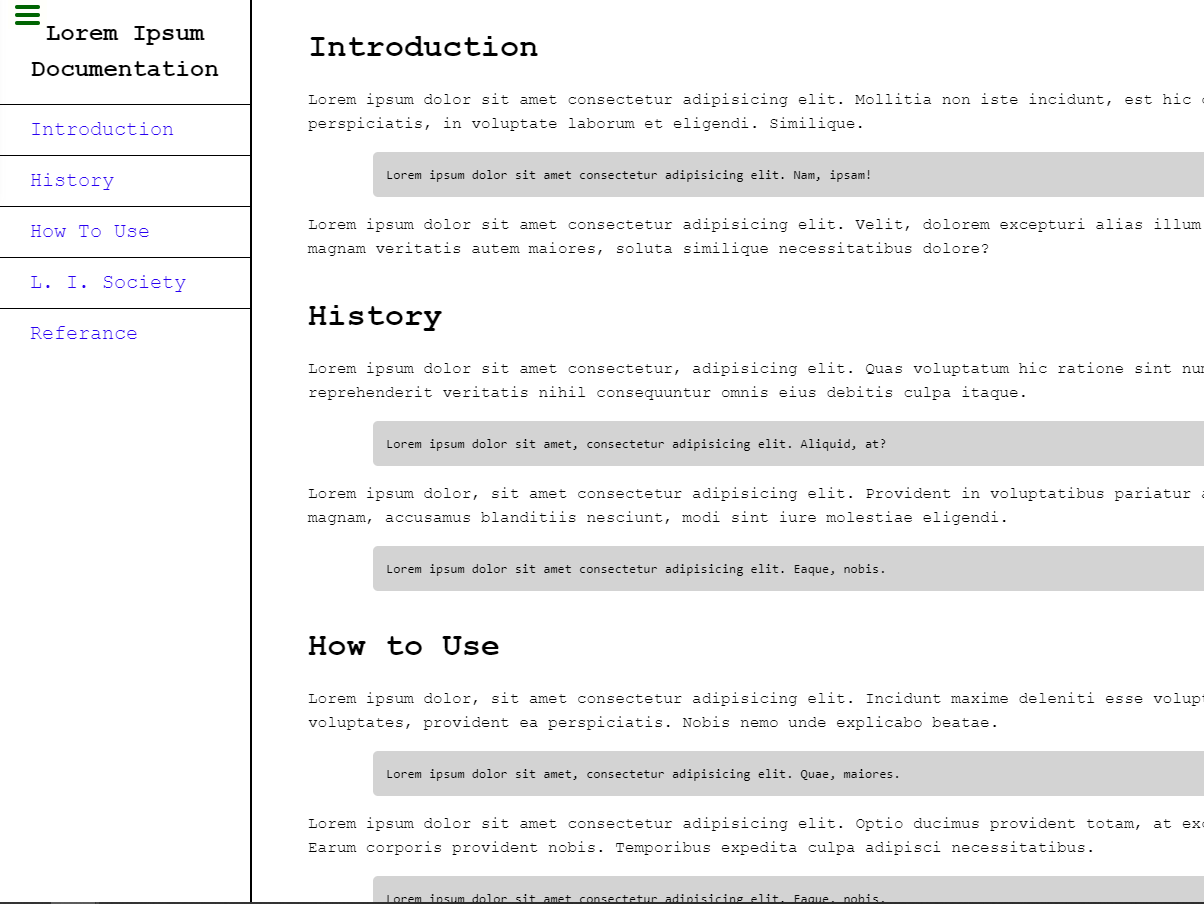 Lorem Ipsum
Documentation
Introduction
History
How To Use
L. I. Society
Referance
Introduction
Lorem ipsum dolor sit amet consectetur adipisicing elit. Mollitia non iste incidunt, est hic
perspiciatis, in voluptate laborum et eligendi. Similique.
Lorem ipsum dolor sit amet consectetur adipisicing elit. Nam, ipsam!
Lorem ipsum dolor sit amet consectetur adipisicing elit. Velit, dolorem excepturi alias illum
magnam veritatis autem maiores, soluta similique necessitatibus dolore?
History
Lorem ipsum dolor sit amet consectetur, adipisicing elit. Quas voluptatum hic ratione sint
reprehenderit veritatis nihil consequuntur omnis eius debitis culpa itaque.
Lorem ipsum dolor sit amet, consectetur adipisicing elit. Aliquid, at?
Lorem ipsum dolor, sit amet consectetur adipisicing elit. Provident in voluptatibus pariatur
magnam, accusamus blanditiis nesciunt, modi sint iure molestiae eligendi.
Lorem ipsum dolor sit amet consectetur adipisicing elit. Eaque, nobis.
How to Use
Lorem ipsum dolor, sit amet consectetur adipisicing elit. Incidunt maxime deleniti esse
voluptates, provident ea perspiciatis. Nobis nemo unde explicabo beatae.
Lorem ipsum dolor sit amet, consectetur adipisicing elit. Quae, maiores.
Lorem ipsum dolor sit amet consectetur adipisicing elit. Optio ducimus provident totam, at
Earum corporis provident nobis. Temporibus expedita culpa adipisci necessitatibus.
Lorem ipsum dolor sit amet consectetur adipisicing elit. Eaque, nobis.